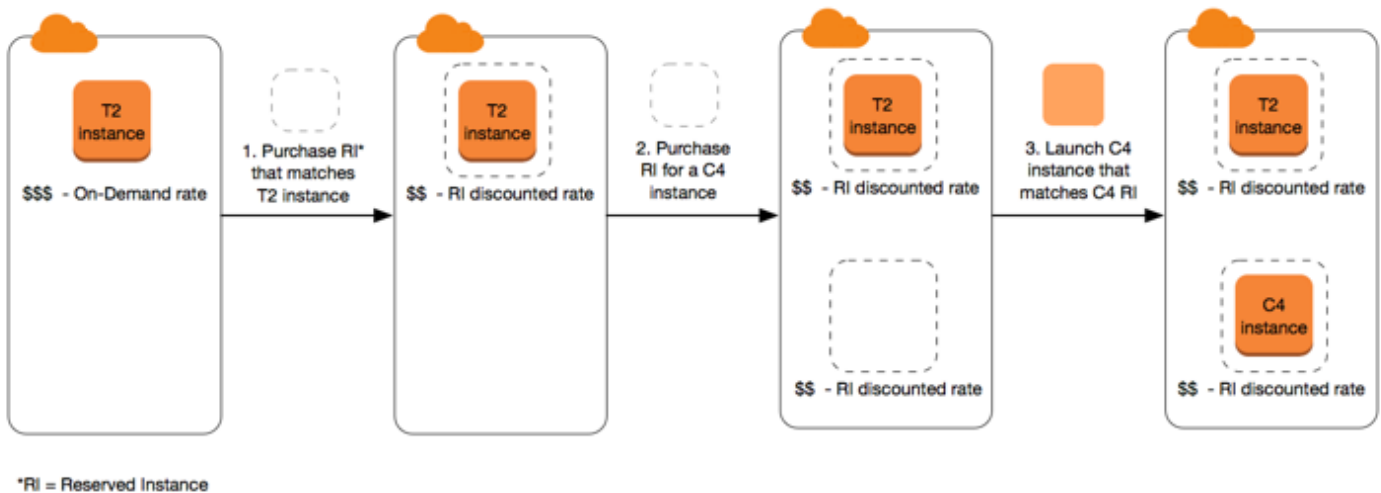 T2
instance
$$$ - On-Demand rate
1. Purchase RI*
that matches
T2 instance
T2
instance
$$ - RI discounted rate
2. Purchase
RI for a C4
instance
T2
instance
$$ - RI discounted rate
$$ - RI discounted rate
3. Launch C4
instance that
matches C4 RI
T2
instance
$$ - RI discounted rate
C4
instance
$$ - RI discounted rate
*RI = Reserved Instance